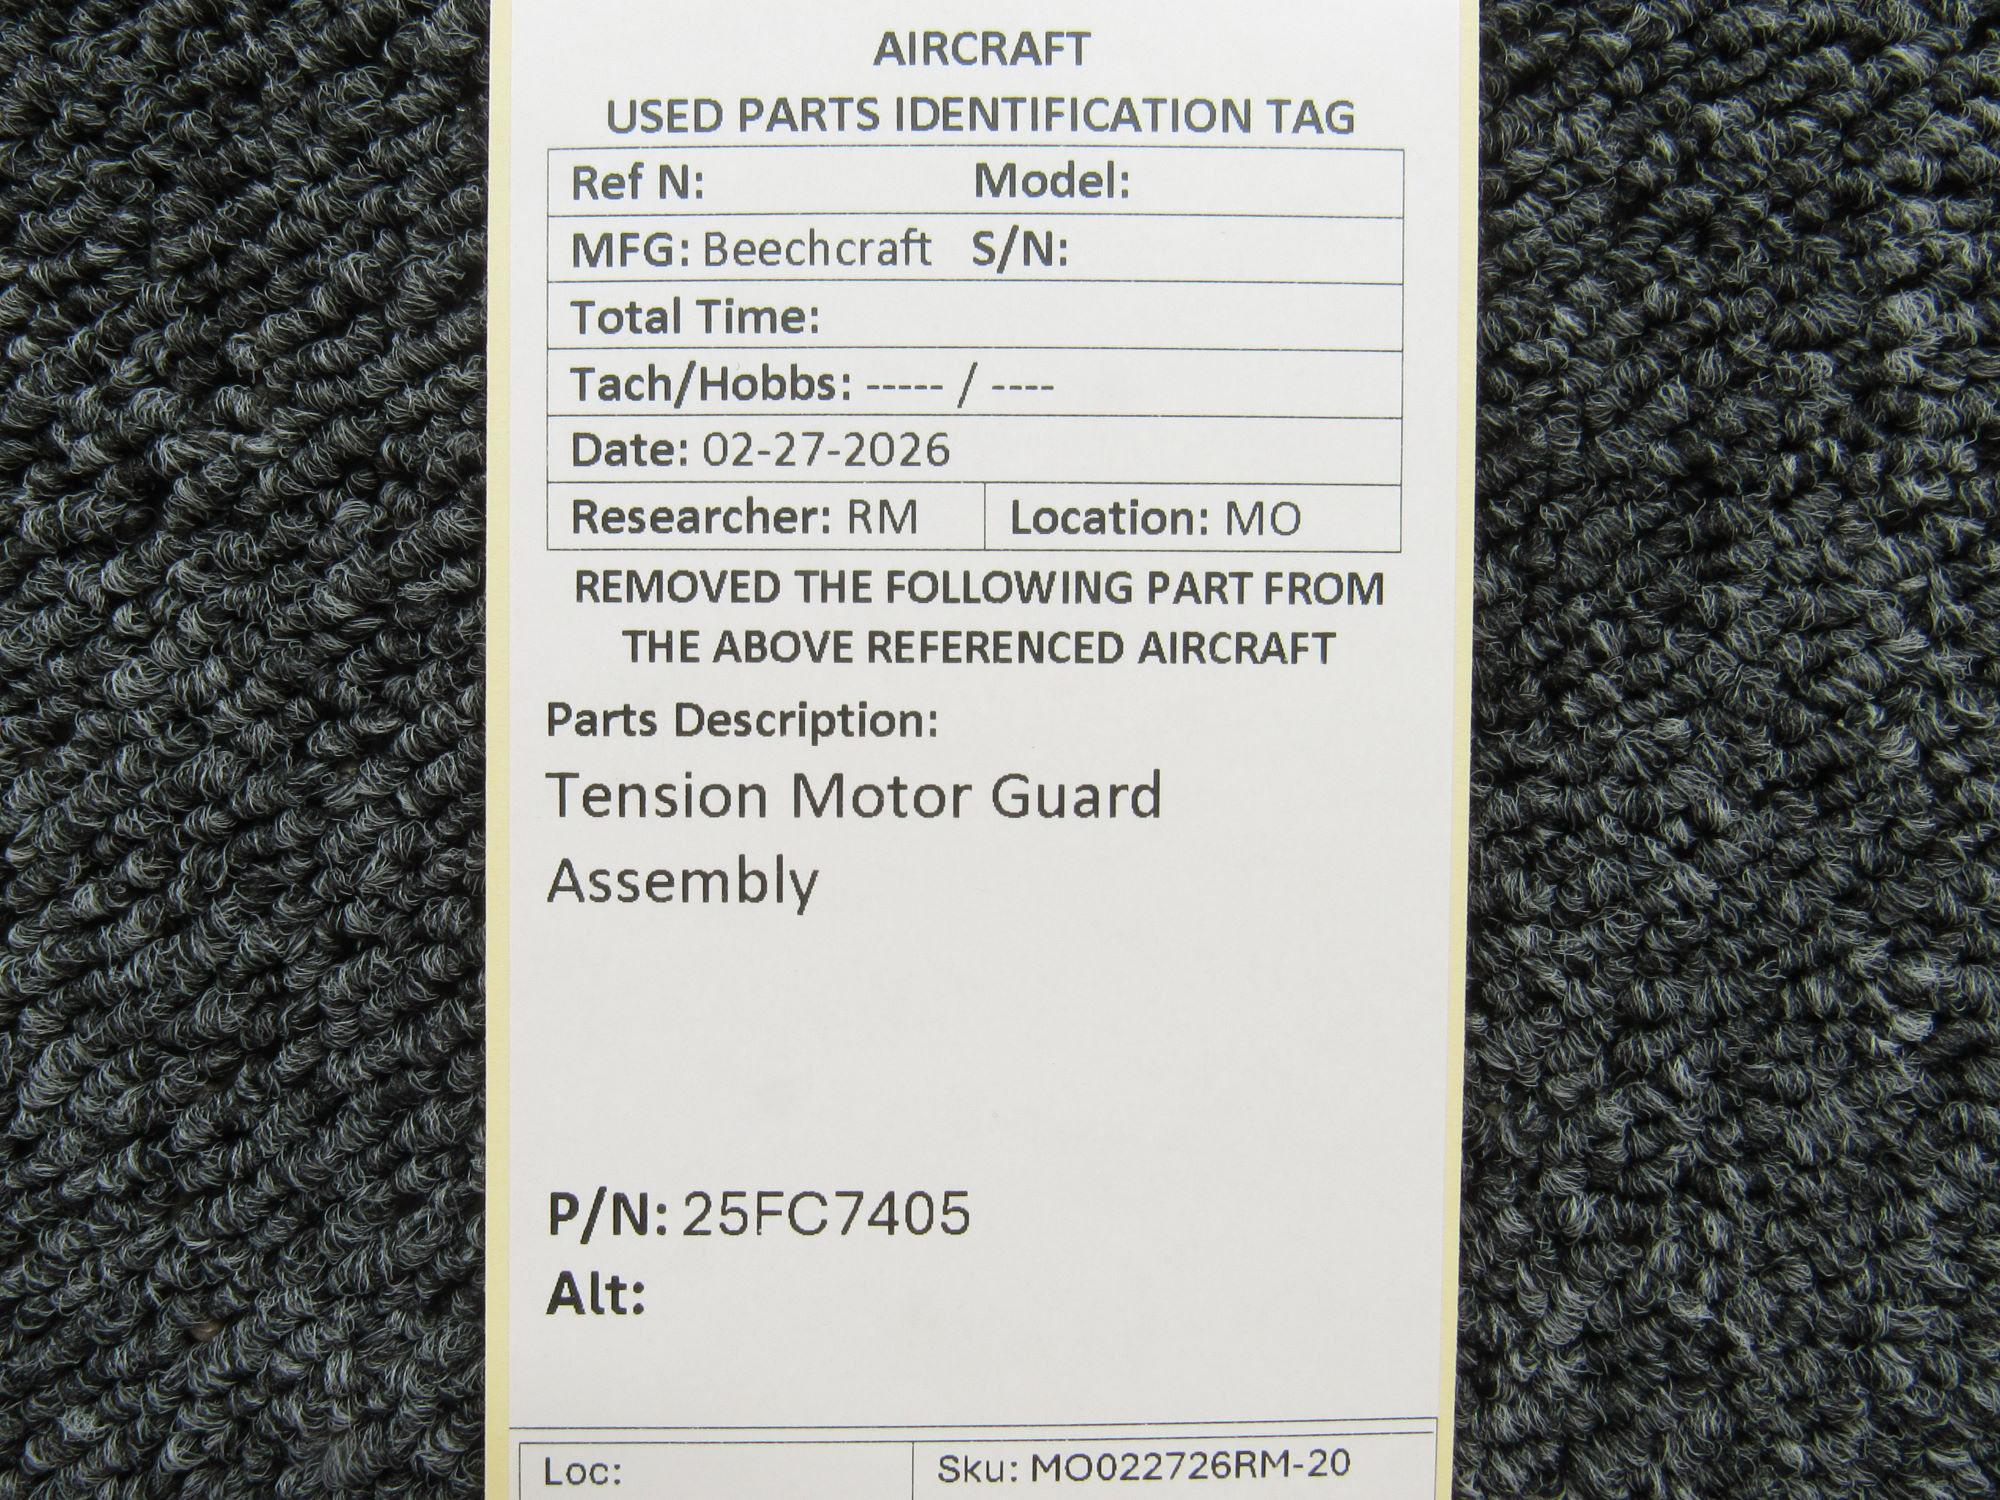 AIRCRAFT
USED PARTS IDENTIFICATION TAG
Ref N: Model:
MFG: Beechcraft S/N:
Total Time:
Tach/Hobbs: ----- / ----
Date: 02-27-2026
Researcher: RM Location: MO
REMOVED THE FOLLOWING PART FROM
THE ABOVE REFERENCED AIRCRAFT
Parts Description:
Tension Motor Guard
Assembly
P/N: 25FC7405
Alt:
Loc: Sku: MO022726RM-20